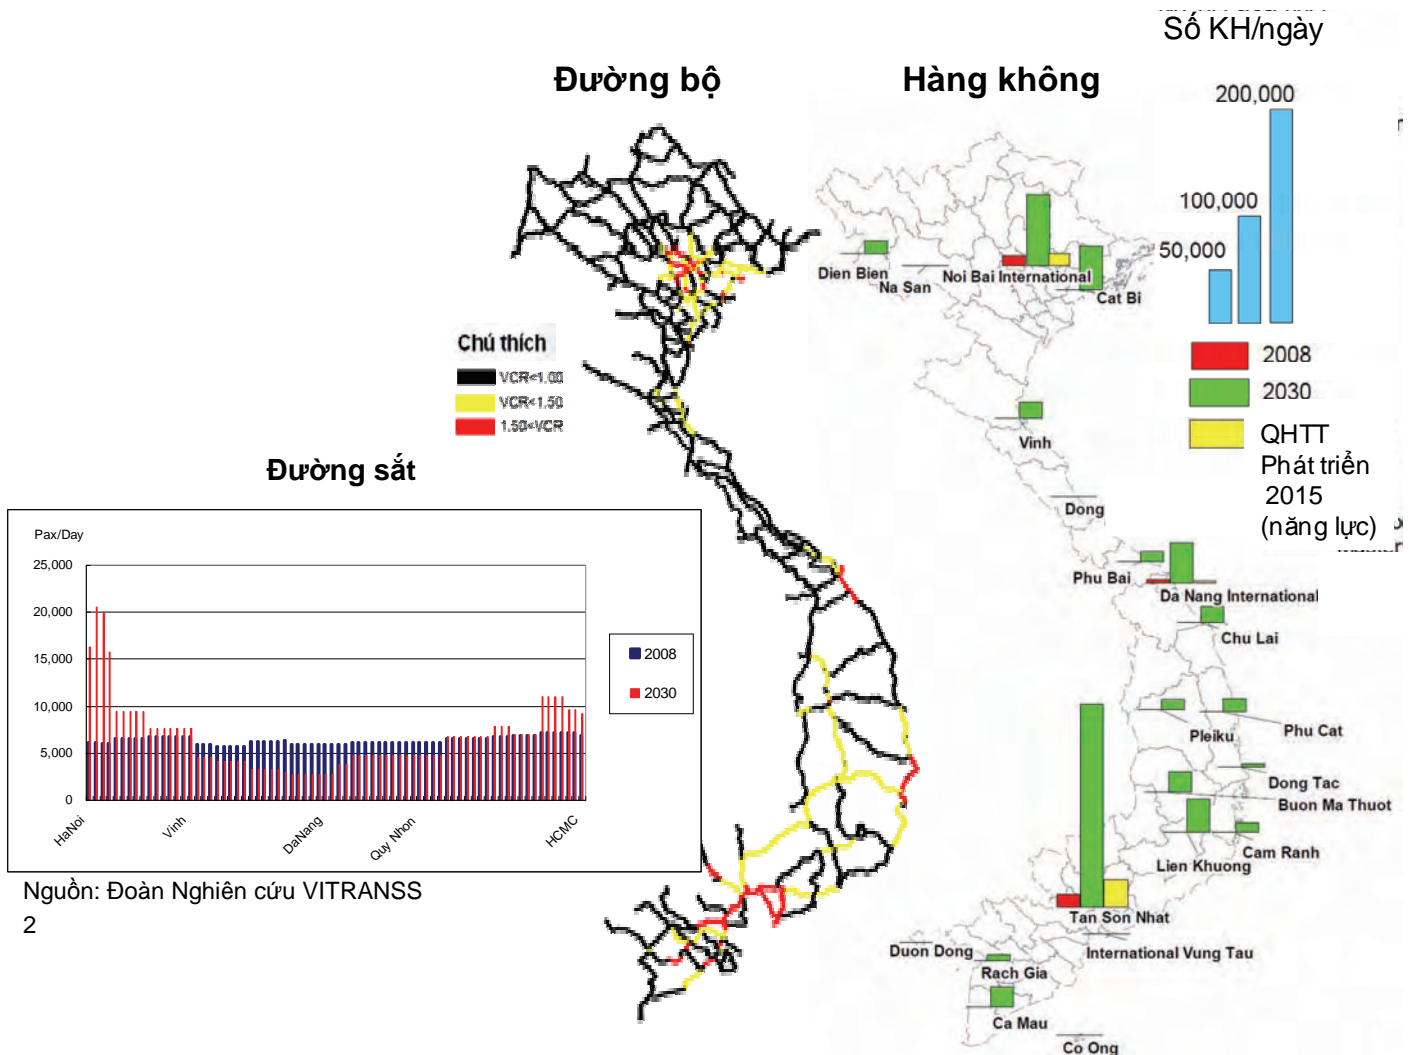 Số KH/ngày
Đường bộ
Hàng không
200,000
100,000
50,000
Dien Bien
Na San
Noi Bai International
Cat Bi
2008
2030
QHTT
Phát triển
2015
(năng lực)
Chú thích
VCR<1.00
VCR<1.50
1.50<VCR
Vinh
Dong
Phu Bai
Da Nang International
Chu Lai
Pleiku
Phu Cat
Dong Tac
Buon Ma Thuot
Cam Ranh
Lien Khuong
Tan Son Nhat
Duon Dong
International Vung Tau
Rach Gia
Ca Mau
Co Ong
Đường sắt
Pax/Day
25,000
20,000
15,000
10,000
5,000
0
HaNoi
Vinh
DaNang
Quy Nhon
HCMC
2008
2030
Nguồn: Đoàn Nghiên cứu VITRANSS
2